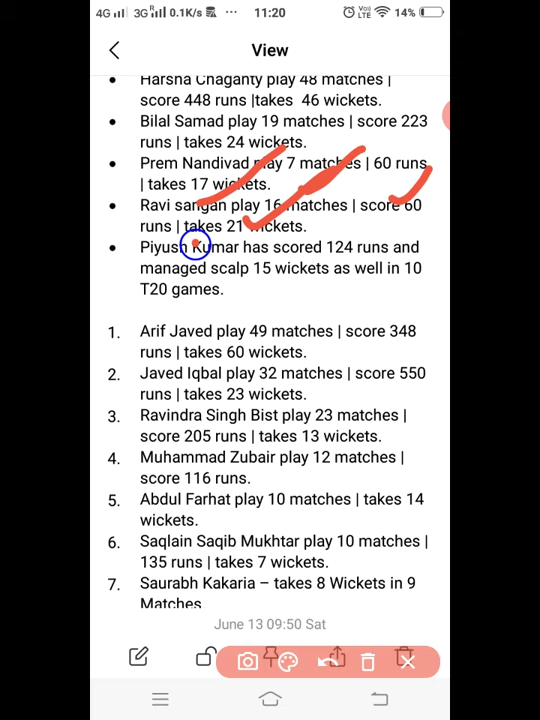 4G 3G R 0.1K/s ... 11:20 Vo) LTE 14%
View
Harsha Chaganty play 48 matches |
score 448 runs |takes 46 wickets.
Bilal Samad play 19 matches | score 223
runs | takes 24 wickets.
Prem Nandivad play 7 matches | 60 runs
| takes 17 wickets.
Ravi sargan play 16 matches | score 60
runs | takes 21 wickets.
Piyush Kumar has scored 124 runs and
managed scalp 15 wickets as well in 10
T20 games.
1. Arif Javed play 49 matches | score 348
runs | takes 60 wickets.
2. Javed Iqbal play 32 matches | score 550
runs | takes 23 wickets.
3. Ravindra Singh Bist play 23 matches |
score 205 runs | takes 13 wickets.
4. Muhammad Zubair play 12 matches |
score 116 runs.
5. Abdul Farhat play 10 matches | takes 14
wickets.
6. Saqlain Saqib Mukhtar play 10 matches |
135 runs | takes 7 wickets.
7. Saurabh Kakaria – takes 8 Wickets in 9
Matches
June 13 09:50 Sat